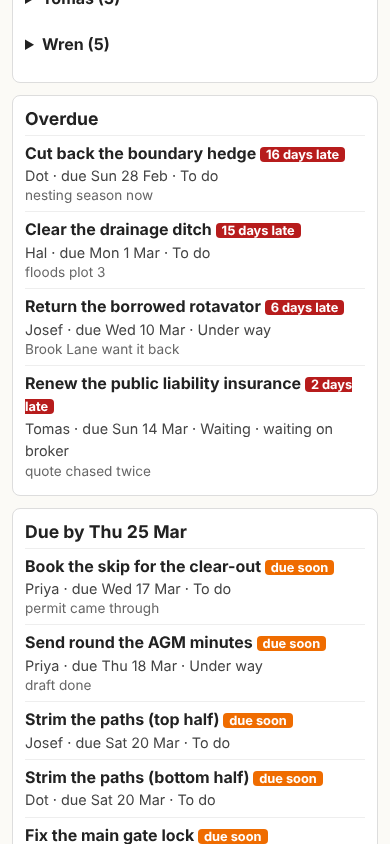 Tomas (5)
▶ Wren (5)
Overdue
Cut back the boundary hedge 16 days late
Dot · due Sun 28 Feb · To do
nesting season now
Clear the drainage ditch 15 days late
Hal · due Mon 1 Mar · To do
floods plot 3
Return the borrowed rotavator 6 days late
Josef · due Wed 10 Mar · Under way
Brook Lane want it back
Renew the public liability insurance 2 days
late
Tomas · due Sun 14 Mar · Waiting · waiting on
broker
quote chased twice
Due by Thu 25 Mar
Book the skip for the clear-out due soon
Priya · due Wed 17 Mar · To do
permit came through
Send round the AGM minutes due soon
Priya · due Thu 18 Mar · Under way
draft done
Strim the paths (top half) due soon
Josef · due Sat 20 Mar · To do
Strim the paths (bottom half) due soon
Dot · due Sat 20 Mar · To do
Fix the main gate lock due soon